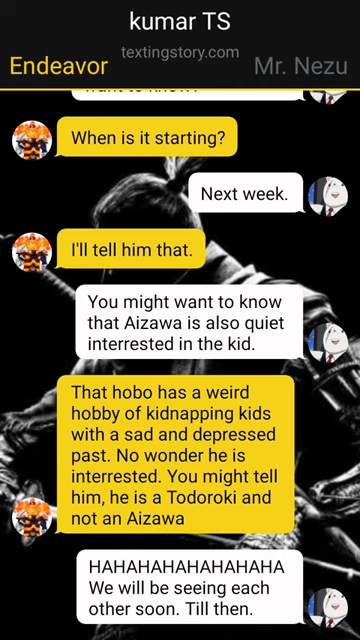 kumar TS
textingstory.com
Endeavor
Mr. Nezu
want to know?
When is it starting?
Next week.
I'll tell him that.
You might want to know
that Aizawa is also quiet
interrested in the kid.
That hobo has a weird
hobby of kidnapping kids
with a sad and depressed
past. No wonder he is
interrested. You might tell
him, he is a Todoroki and
not an Aizawa
HAHAHAHAHAHAHAHA
We will be seeing each
other soon. Till then.